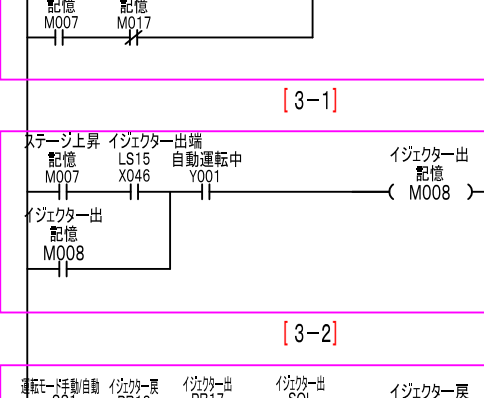 記憶 記憶
M007 M017
[3-1]
ステージ上昇 イジェクター出端
記憶 LS15 自動運転中
M007 X046 Y001
イジェクター出
記憶
M008
イジェクター出
記憶
M008
[3-2]
運転モード手動/自動 イジェクター戻 イジェクター出 イジェクター出 イジェクター戻